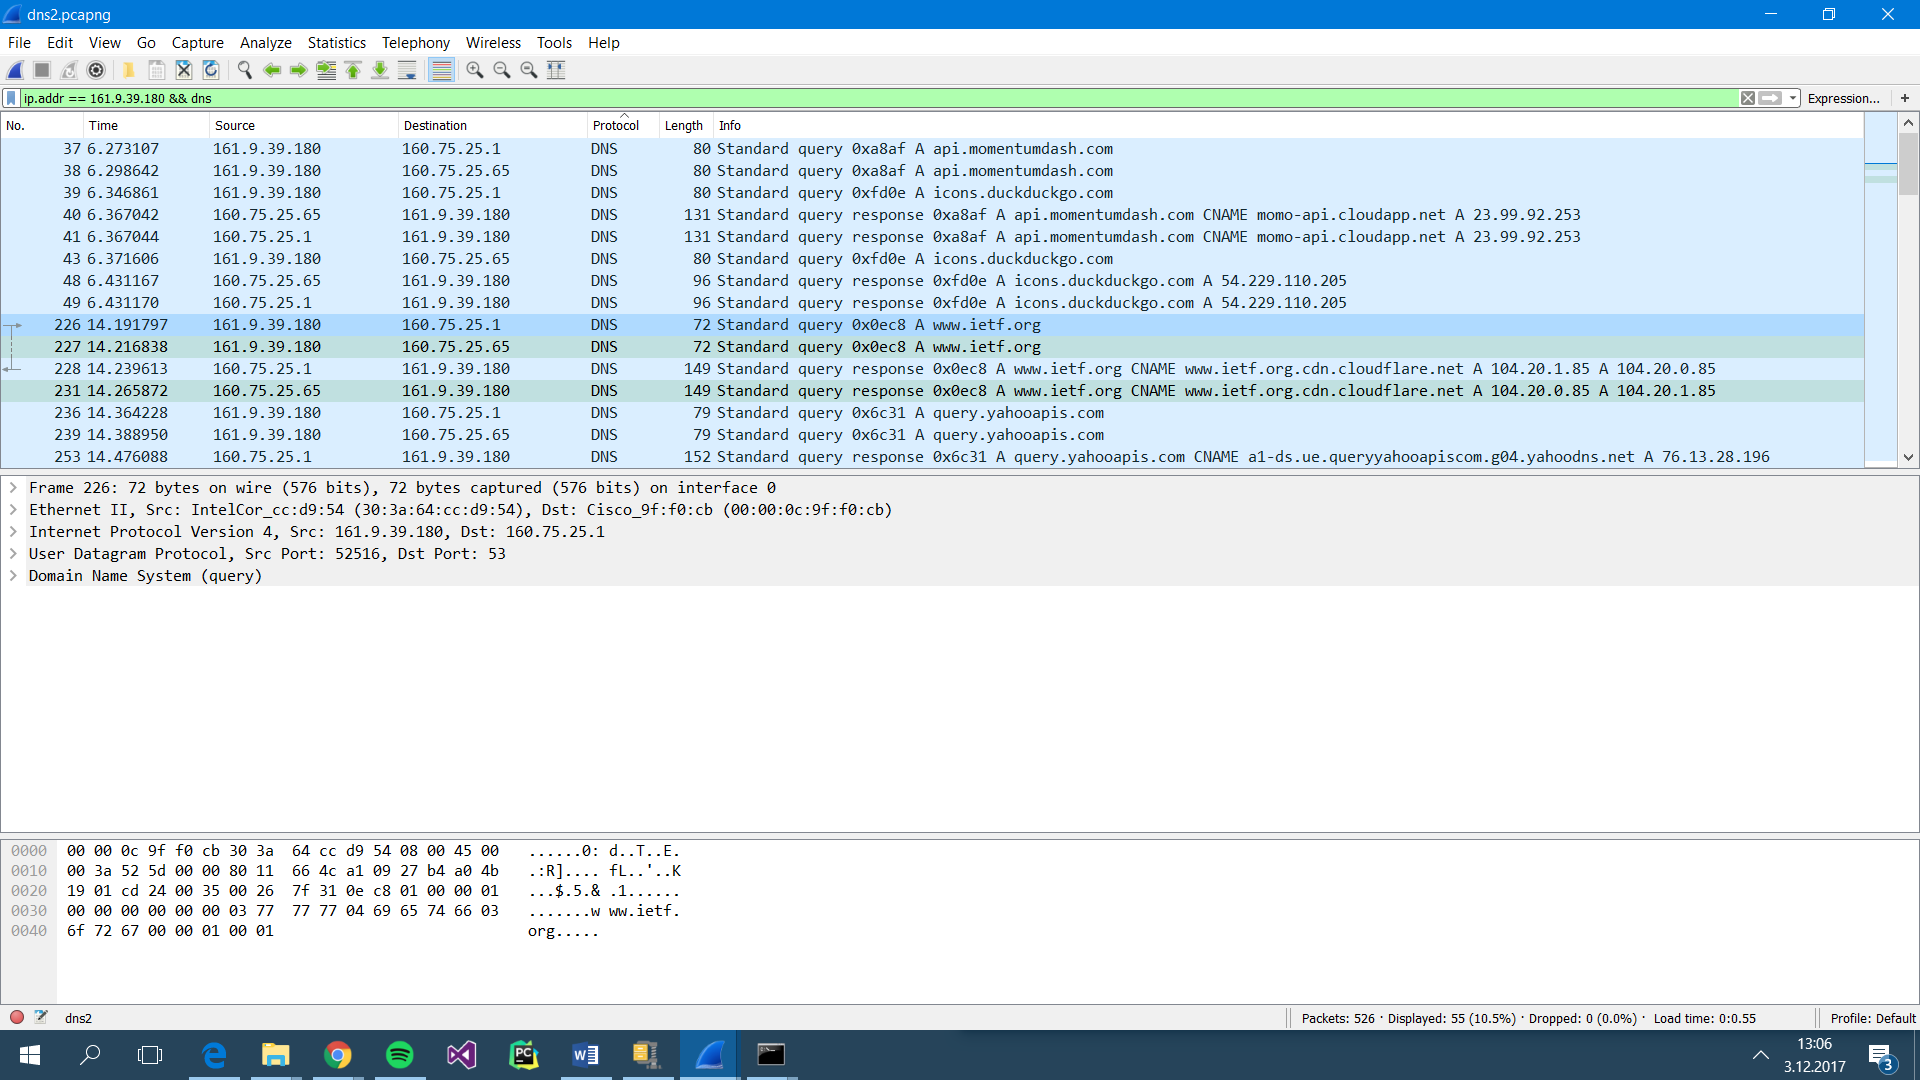 dns2.pcapng
File Edit View Go Capture Analyze Statistics Telephony Wireless Tools Help
ip.addr == 161.9.39.180 && dns Expression... +
No. Time Source Destination Protocol Length Info
37 6.273107 161.9.39.180 160.75.25.1 DNS 80 Standard query 0xa8af A api.momentumdash.com
38 6.298642 161.9.39.180 160.75.25.65 DNS 80 Standard query 0xa8af A api.momentumdash.com
39 6.346861 161.9.39.180 160.75.25.1 DNS 80 Standard query 0xfd0e A icons.duckduckgo.com
40 6.367042 160.75.25.65 161.9.39.180 DNS 131 Standard query response 0xa8af A api.momentumdash.com CNAME momo-api.cloudapp.net A 23.99.92.253
41 6.367044 160.75.25.1 161.9.39.180 DNS 131 Standard query response 0xa8af A api.momentumdash.com CNAME momo-api.cloudapp.net A 23.99.92.253
43 6.371606 161.9.39.180 160.75.25.65 DNS 80 Standard query 0xfd0e A icons.duckduckgo.com
48 6.431167 160.75.25.65 161.9.39.180 DNS 96 Standard query response 0xfd0e A icons.duckduckgo.com A 54.229.110.205
49 6.431170 160.75.25.1 161.9.39.180 DNS 96 Standard query response 0xfd0e A icons.duckduckgo.com A 54.229.110.205
226 14.191797 161.9.39.180 160.75.25.1 DNS 72 Standard query 0x0ec8 A www.ietf.org
227 14.216838 161.9.39.180 160.75.25.65 DNS 72 Standard query 0x0ec8 A www.ietf.org
228 14.239613 160.75.25.1 161.9.39.180 DNS 149 Standard query response 0x0ec8 A www.ietf.org CNAME www.ietf.org.cdn.cloudflare.net A 104.20.1.85 A 104.20.0.85
231 14.265872 160.75.25.65 161.9.39.180 DNS 149 Standard query response 0x0ec8 A www.ietf.org CNAME www.ietf.org.cdn.cloudflare.net A 104.20.0.85 A 104.20.1.85
236 14.364228 161.9.39.180 160.75.25.1 DNS 79 Standard query 0x6c31 A query.yahooapis.com
239 14.388950 161.9.39.180 160.75.25.65 DNS 79 Standard query 0x6c31 A query.yahooapis.com
253 14.476088 160.75.25.1 161.9.39.180 DNS 152 Standard query response 0x6c31 A query.yahooapis.com CNAME a1-ds.ue.queryyahooapiscom.g04.yahoodns.net A 76.13.28.196
Frame 226: 72 bytes on wire (576 bits), 72 bytes captured (576 bits) on interface 0
Ethernet II, Src: IntelCor_cc:d9:54 (30:3a:64:cc:d9:54), Dst: Cisco_9f:f0:cb (00:00:0c:9f:f0:cb)
Internet Protocol Version 4, Src: 161.9.39.180, Dst: 160.75.25.1
User Datagram Protocol, Src Port: 52516, Dst Port: 53
Domain Name System (query)
0000 00 00 0c 9f f0 cb 30 3a 64 cc d9 54 08 00 45 00 ......0: d..T..E.
0010 00 3a 52 5d 00 00 80 11 66 4c a1 09 27 b4 a0 4b .:R].... fL..'..K
0020 19 01 cd 24 00 35 00 26 7f 31 0e c8 01 00 00 01 ...$.5.& .1......
0030 00 00 00 00 00 00 03 77 77 77 04 69 65 74 66 03 .......w ww.ietf.
0040 6f 72 67 00 00 01 00 01 org.....
dns2 Packets: 526 · Displayed: 55 (10.5%) · Dropped: 0 (0.0%) · Load time: 0:0.55 Profile: Default
13:06
3.12.2017
3